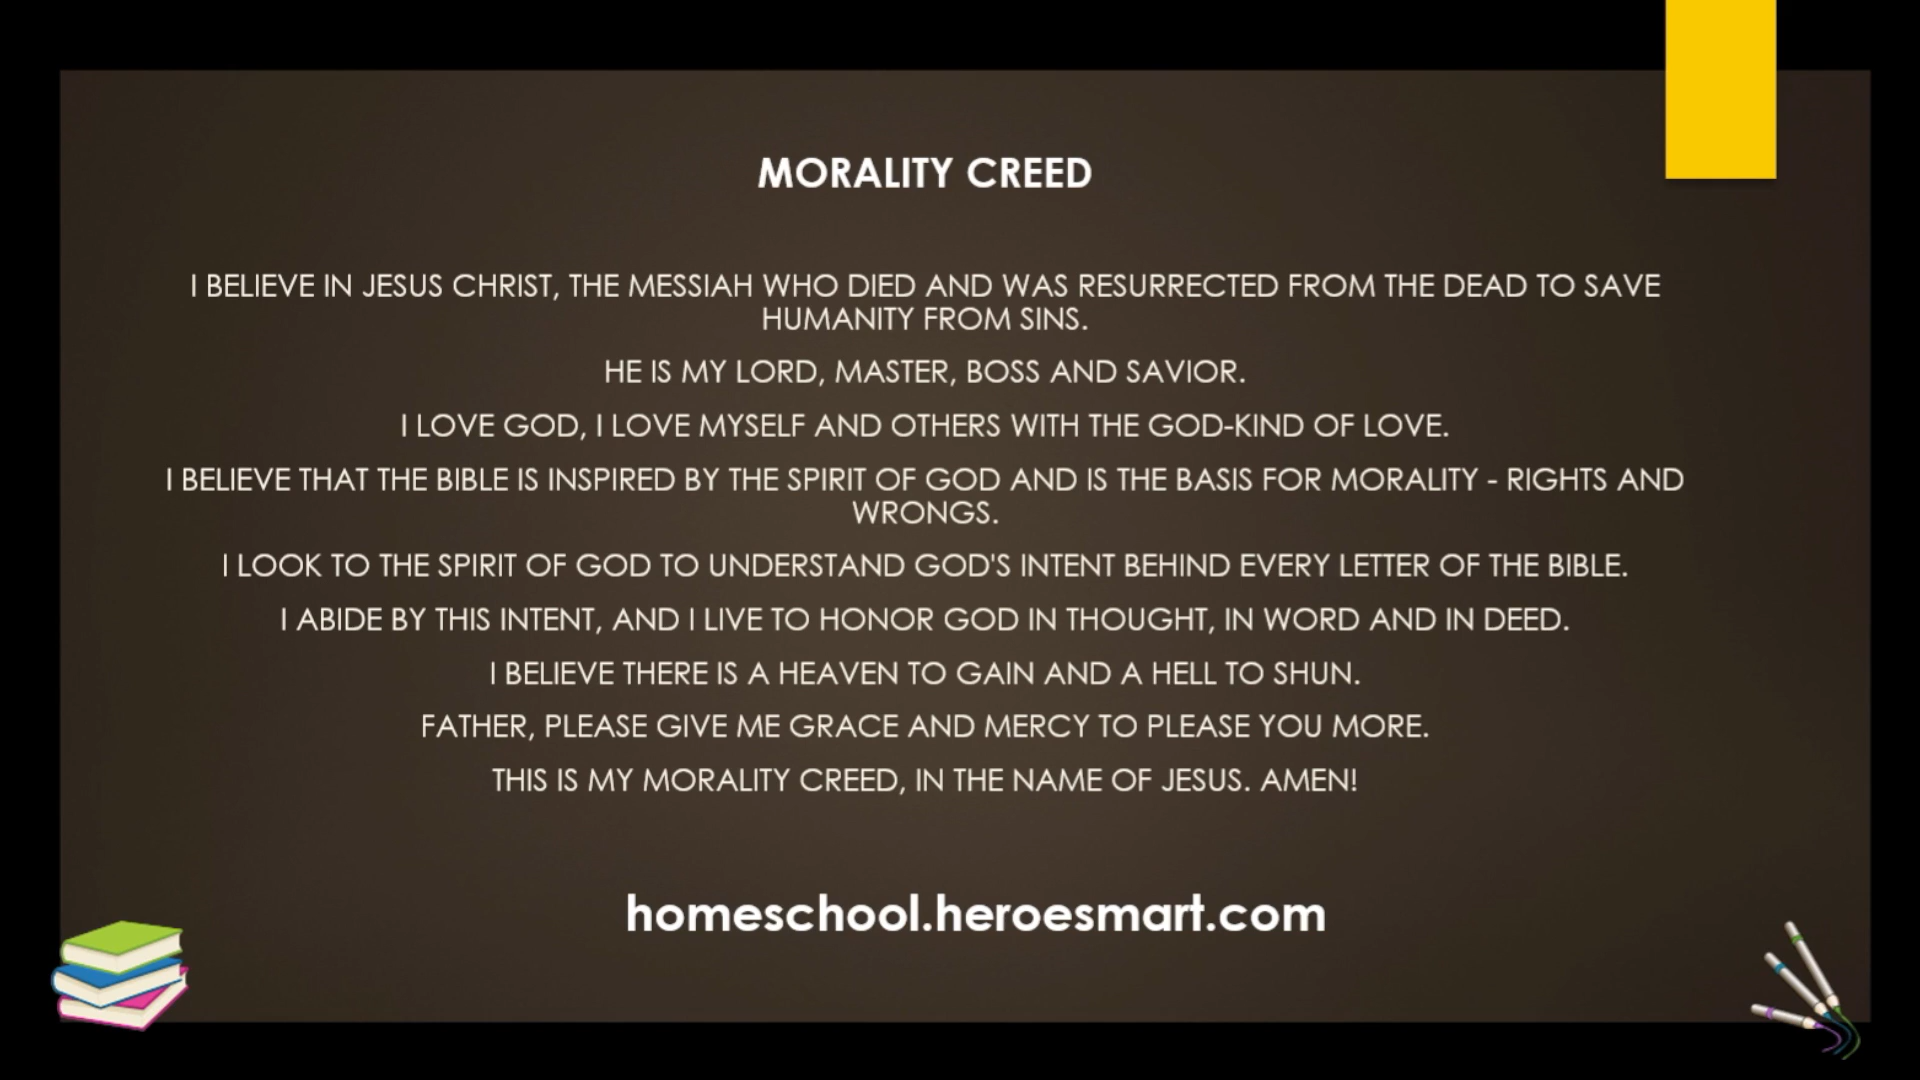 MORALITY CREED
I BELIEVE IN JESUS CHRIST, THE MESSIAH WHO DIED AND WAS RESURRECTED FROM THE DEAD TO SAVE
HUMANITY FROM SINS.
HE IS MY LORD, MASTER, BOSS AND SAVIOR.
I LOVE GOD, I LOVE MYSELF AND OTHERS WITH THE GOD-KIND OF LOVE.
I BELIEVE THAT THE BIBLE IS INSPIRED BY THE SPIRIT OF GOD AND IS THE BASIS FOR MORALITY - RIGHTS AND
WRONGS.
I LOOK TO THE SPIRIT OF GOD TO UNDERSTAND GOD'S INTENT BEHIND EVERY LETTER OF THE BIBLE.
I ABIDE BY THIS INTENT, AND I LIVE TO HONOR GOD IN THOUGHT, IN WORD AND IN DEED.
I BELIEVE THERE IS A HEAVEN TO GAIN AND A HELL TO SHUN.
FATHER, PLEASE GIVE ME GRACE AND MERCY TO PLEASE YOU MORE.
THIS IS MY MORALITY CREED, IN THE NAME OF JESUS. AMEN!
homeschool.heroesmart.com